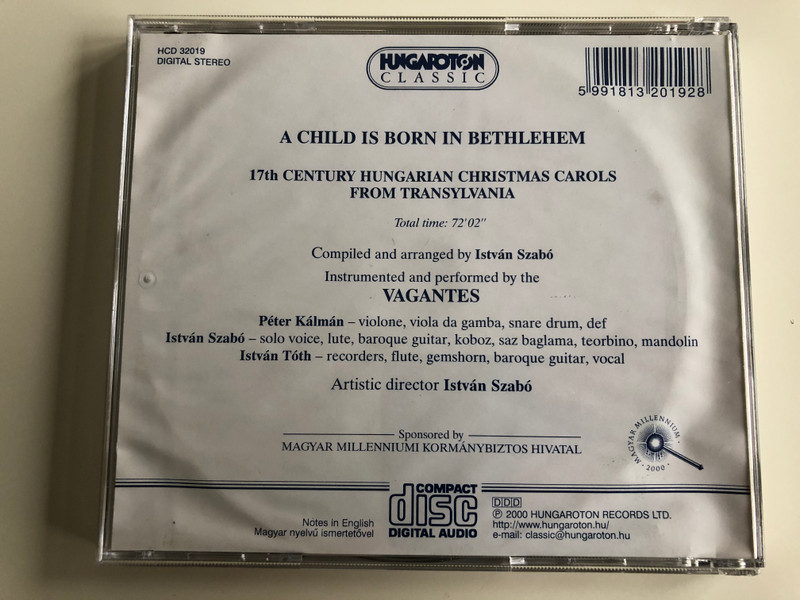 HCD 32019
DIGITAL STEREO
HUNGAROTON
CLASSIC
5 991813 201928
A CHILD IS BORN IN BETHLEHEM
17th CENTURY HUNGARIAN CHRISTMAS CAROLS
FROM TRANSYLVANIA
Total time: 72'02"
Compiled and arranged by István Szabó
Instrumented and performed by the
VAGANTES
Péter Kálmán – violone, viola da gamba, snare drum, def
István Szabó – solo voice, lute, baroque guitar, koboz, saz baglama, teorbino, mandolin
István Tóth – recorders, flute, gemshorn, baroque guitar, vocal
Artistic director István Szabó
Sponsored by
MAGYAR MILLENNIUMI KORMÁNYBIZTOS HIVATAL
MAGYAR MILLENNIUM
· 2000 ·
Notes in English
Magyar nyelvű ismertetővel
COMPACT
disc
DIGITAL AUDIO
DDD
℗ 2000 HUNGAROTON RECORDS LTD.
http://www.hungaroton.hu/
e-mail: classic@hungaroton.hu